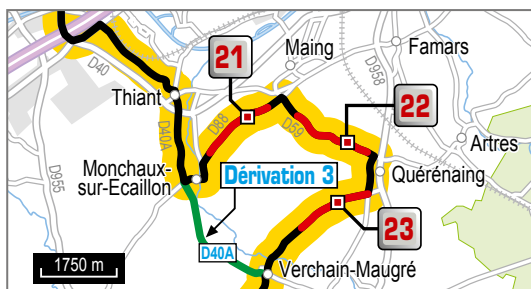 21
Maing
Famars
D40
D958
Thiant
D88
D59
22
D40A
Artres
D955
Monchaux-
sur-Ecaillon
Dérivation 3
Quérénaing
23
D40A
1750 m
Verchain-Maugré